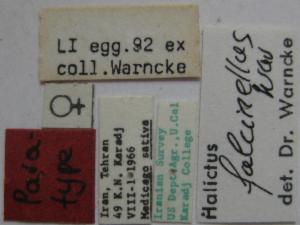 LI egg.92 ex
coll.Warncke
♀
Para-
type
Iran, Tehran
49 K.N. Karadj
VIII-1-1966
Medicago sativa
Iranian Survey
US Dept Agr.,U.Cal
Karadj College
Halictus
det. Dr. Warncke